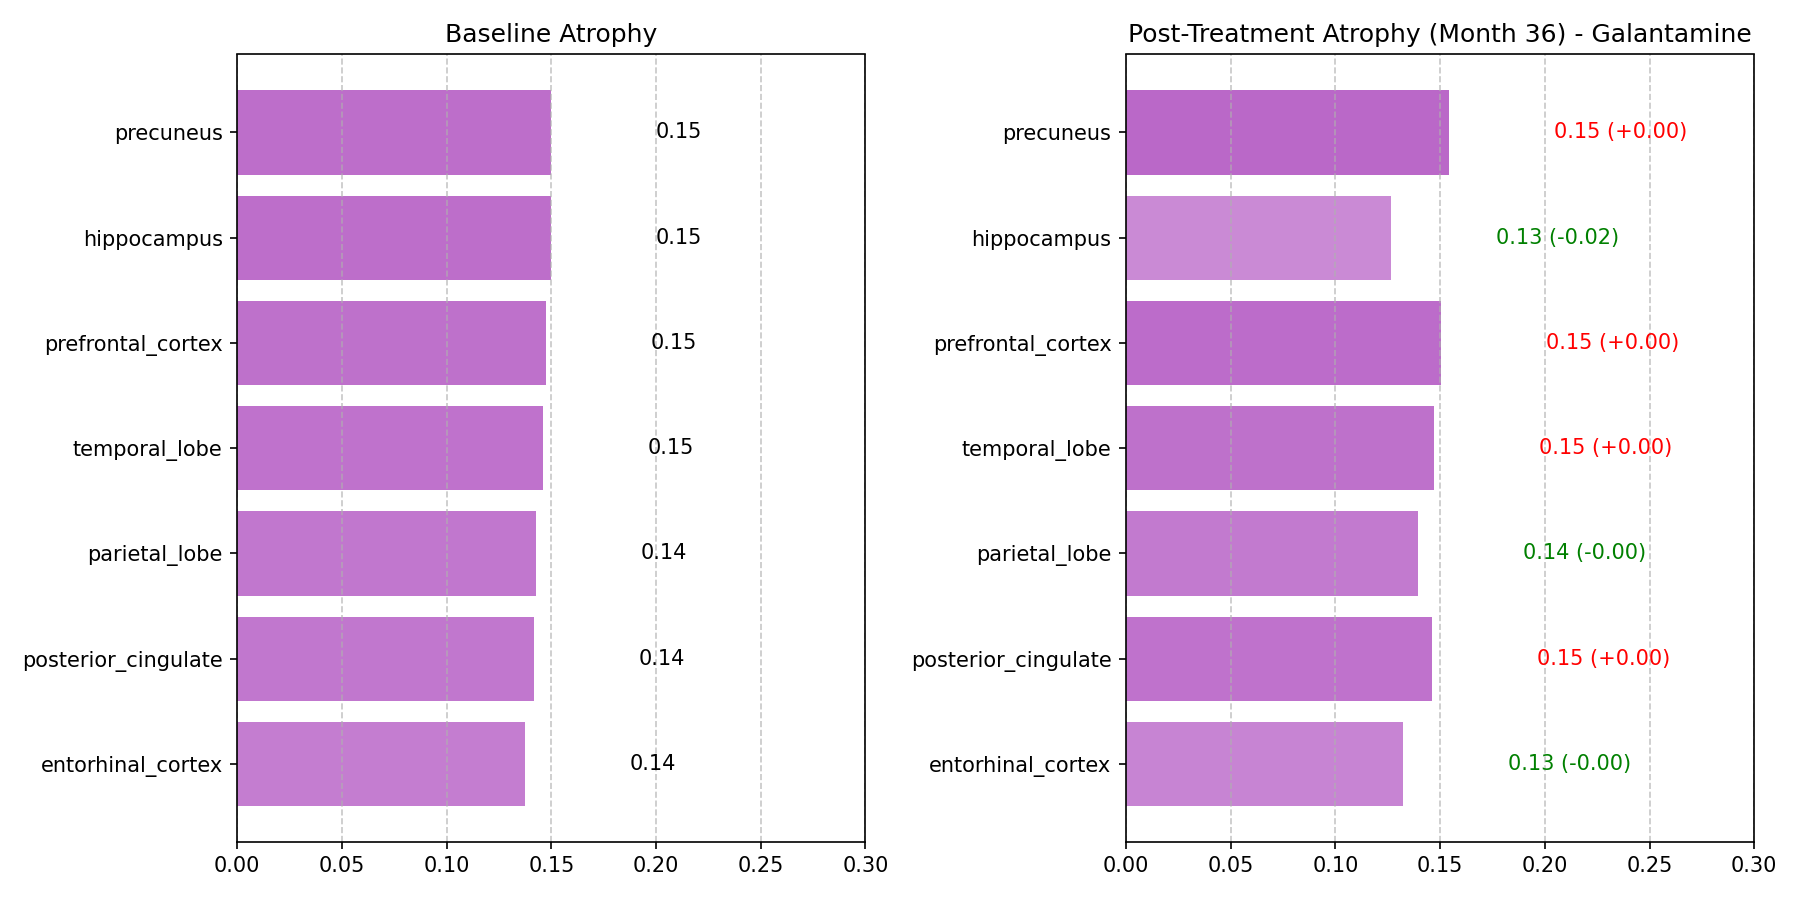 Baseline Atrophy
precuneus 0.15
hippocampus 0.15
prefrontal_cortex 0.15
temporal_lobe 0.15
parietal_lobe 0.14
posterior_cingulate 0.14
entorhinal_cortex 0.14
0.00 0.05 0.10 0.15 0.20 0.25 0.30
Post-Treatment Atrophy (Month 36) - Galantamine
precuneus 0.15 (+0.00)
hippocampus 0.13 (-0.02)
prefrontal_cortex 0.15 (+0.00)
temporal_lobe 0.15 (+0.00)
parietal_lobe 0.14 (-0.00)
posterior_cingulate 0.15 (+0.00)
entorhinal_cortex 0.13 (-0.00)
0.00 0.05 0.10 0.15 0.20 0.25 0.30